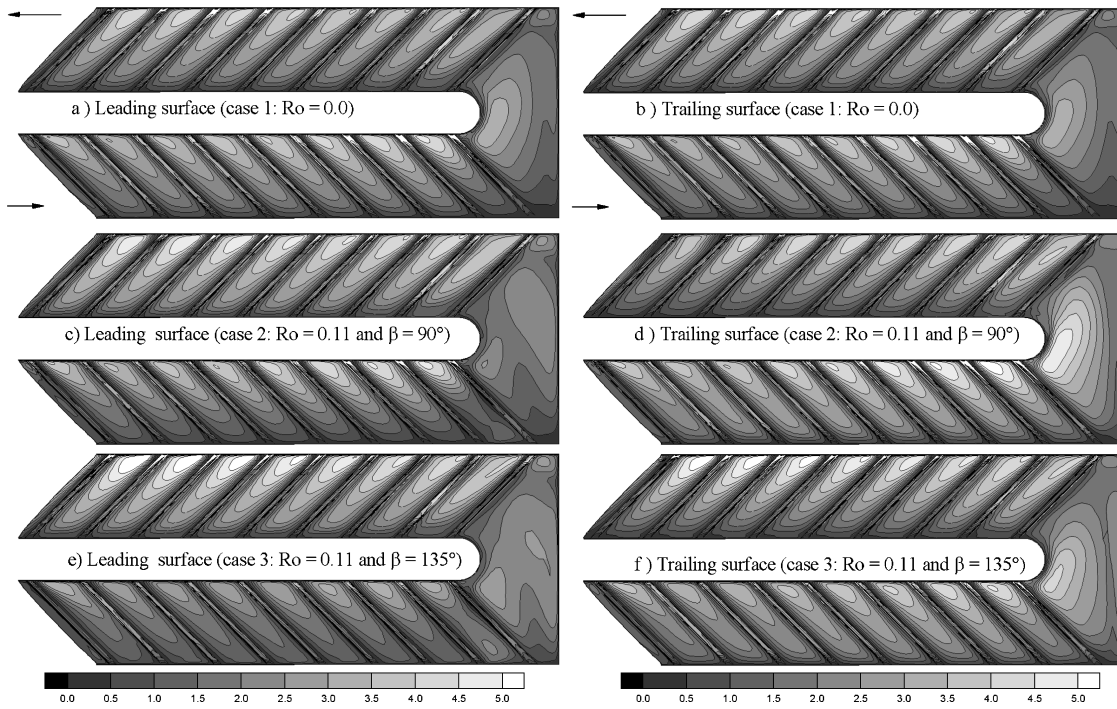 a ) Leading surface (case 1: Ro = 0.0)
b ) Trailing surface (case 1: Ro = 0.0)
c) Leading surface (case 2: Ro = 0.11 and β = 90°)
d ) Trailing surface (case 2: Ro = 0.11 and β = 90°)
e) Leading surface (case 3: Ro = 0.11 and β = 135°)
f ) Trailing surface (case 3: Ro = 0.11 and β = 135°)
0.0 0.5 1.0 1.5 2.0 2.5 3.0 3.5 4.0 4.5 5.0
0.0 0.5 1.0 1.5 2.0 2.5 3.0 3.5 4.0 4.5 5.0